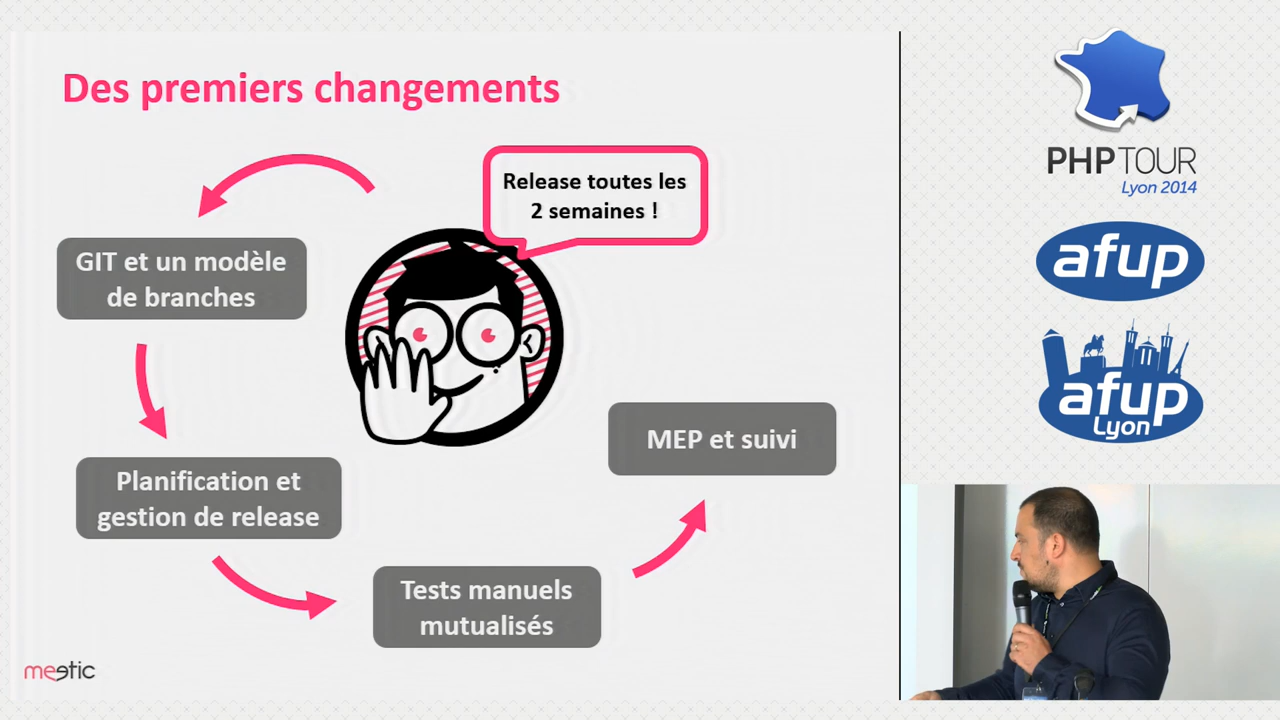 Des premiers changements
Release toutes les
2 semaines !
GIT et un modèle
de branches
Planification et
gestion de release
Tests manuels
mutualisés
MEP et suivi
meetic
PHP TOUR
Lyon 2014
afup
afup
Lyon